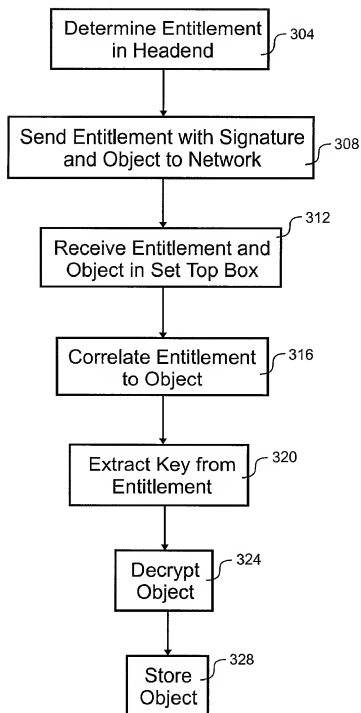 Determine Entitlement
in Headend
304
Send Entitlement with Signature
and Object to Network
308
312
Receive Entitlement and
Object in Set Top Box
Correlate Entitlement
to Object
316
Extract Key from
Entitlement
320
Decrypt
Object
324
Store
Object
328